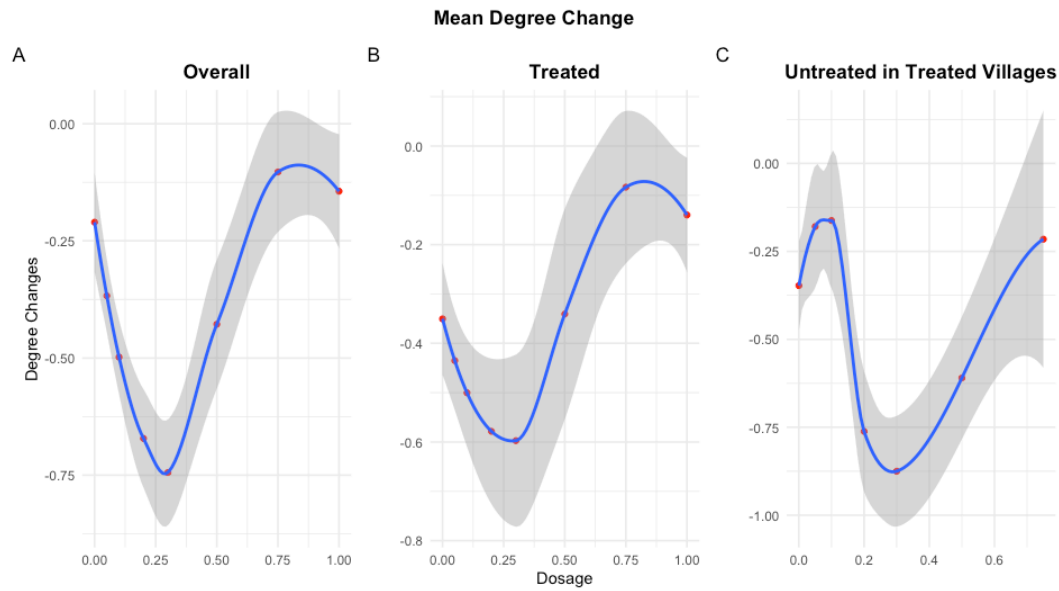 Mean Degree Change
A
Overall
Degree Changes
0.00
-0.25
-0.50
-0.75
0.00 0.25 0.50 0.75 1.00
B
Treated
0.0
-0.2
-0.4
-0.6
-0.8
0.00 0.25 0.50 0.75 1.00
Dosage
C
Untreated in Treated Villages
0.00
-0.25
-0.50
-0.75
-1.00
0.0 0.2 0.4 0.6